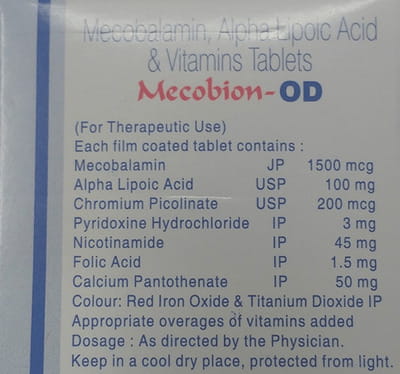 Mecobalamin, Alpha Lipoic Acid
& Vitamins Tablets
Mecobion-OD
(For Therapeutic Use)
Each film coated tablet contains :
Mecobalamin JP 1500 mcg
Alpha Lipoic Acid USP 100 mg
Chromium Picolinate USP 200 mcg
Pyridoxine Hydrochloride IP 3 mg
Nicotinamide IP 45 mg
Folic Acid IP 1.5 mg
Calcium Pantothenate IP 50 mg
Colour: Red Iron Oxide & Titanium Dioxide IP
Appropriate overages of vitamins added
Dosage : As directed by the Physician.
Keep in a cool dry place, protected from light.